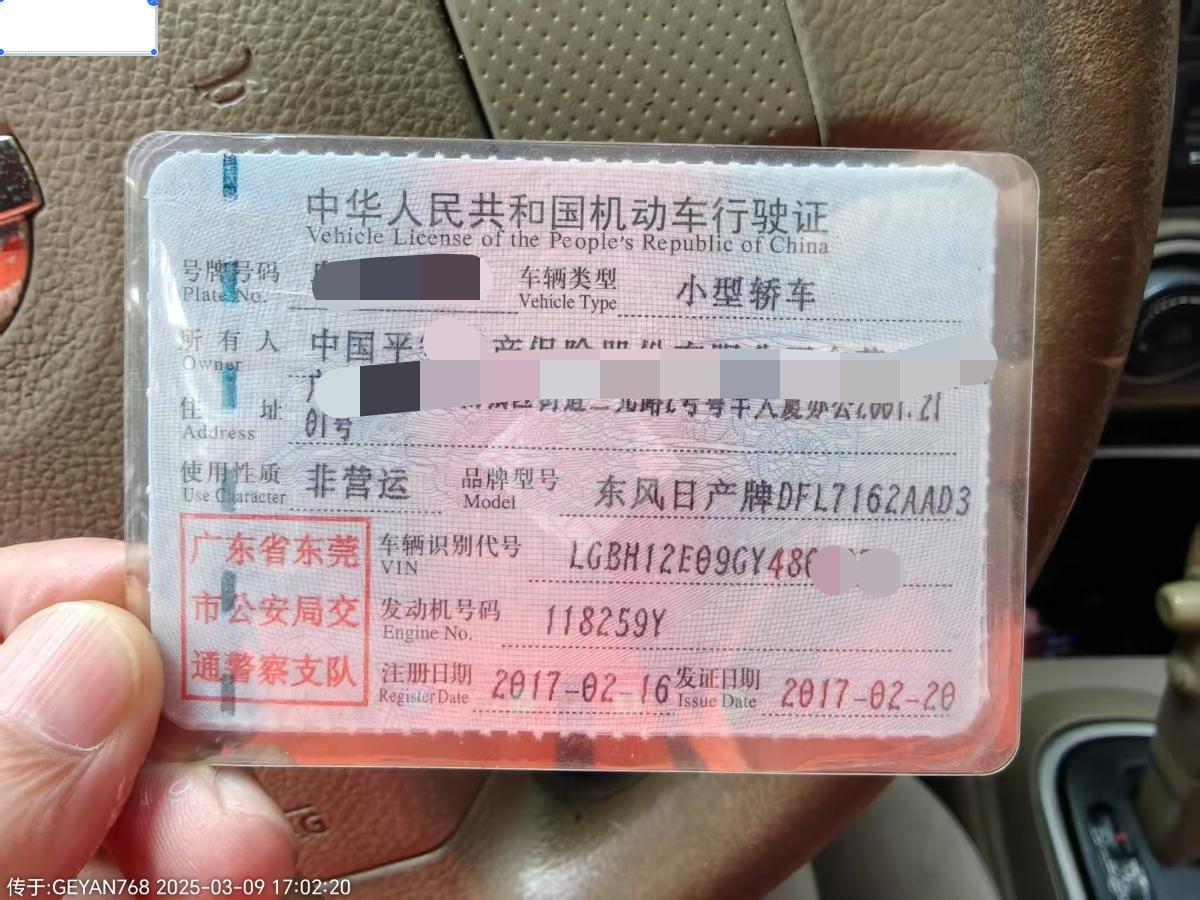 中华人民共和国机动车行驶证
Vehicle License of the People's Republic of China
号牌号码
Plate No.
车辆类型 小型轿车
Vehicle Type
所有人 中国平
Owner
住址
Address
01号
使用性质 非营运
Use Character
品牌型号 东风日产牌DFL7162AAD3
Model
广东省东莞
市公安局交
通警察支队
车辆识别代号 LGBH12E09GY48
VIN
发动机号码 118259Y
Engine No.
注册日期 2017-02-16
Register Date
发证日期 2017-02-20
Issue Date
传于:GEYAN768 2025-03-09 17:02:20